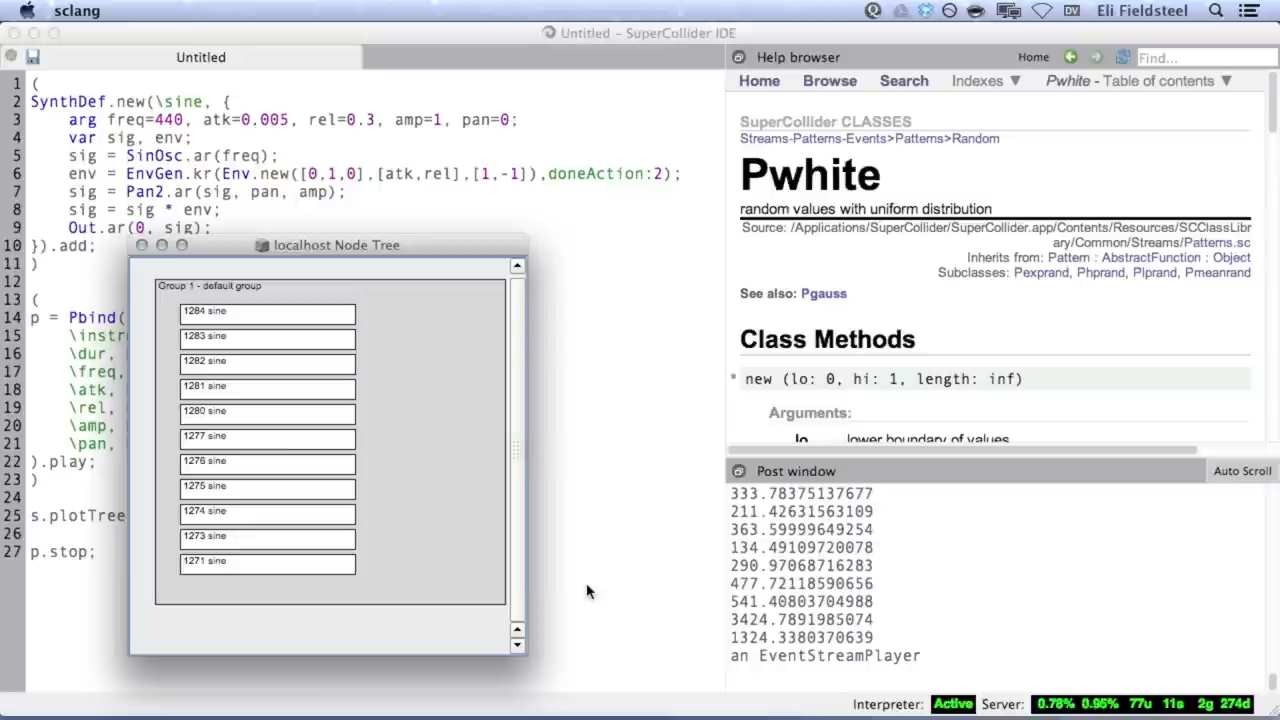 sclang
Eli Fieldsteel
Untitled – SuperCollider IDE
Untitled
1 (
2 SynthDef.new(\sine, {
3 arg freq=440, atk=0.005, rel=0.3, amp=1, pan=0;
4 var sig, env;
5 sig = SinOsc.ar(freq);
6 env = EnvGen.kr(Env.new([0,1,0],[atk,rel],[1,-1]),doneAction:2);
7 sig = Pan2.ar(sig, pan, amp);
8 sig = sig * env;
9 Out.ar(0, sig);
10 }).add;
11 )
12
13 (
14 p = Pbind(
15 \instr
16 \dur,
17 \freq,
18 \atk,
19 \rel,
20 \amp,
21 \pan,
22 ).play;
23 )
24
25 s.plotTree
26
27 p.stop;
localhost Node Tree
Group 1 - default group
1284 sine
1283 sine
1282 sine
1281 sine
1280 sine
1277 sine
1276 sine
1275 sine
1274 sine
1273 sine
1271 sine
Help browser
Home
Find...
Home Browse Search Indexes ▼ Pwhite - Table of contents ▼
SuperCollider CLASSES
Streams-Patterns-Events>Patterns>Random
Pwhite
random values with uniform distribution
Source: /Applications/SuperCollider/SuperCollider.app/Contents/Resources/SCClassLibr
ary/Common/Streams/Patterns.sc
Inherits from: Pattern : AbstractFunction : Object
Subclasses: Pexprand, Phprand, Plprand, Pmeanrand
See also: Pgauss
Class Methods
* new (lo: 0, hi: 1, length: inf)
Arguments:
lo lower boundary of values
Post window
Auto Scroll
333.78375137677
211.42631563109
363.59999649254
134.49109720078
290.97068716283
477.72118590656
541.40803704988
3424.7891985074
1324.3380370639
an EventStreamPlayer
Interpreter: Active Server: 0.78% 0.95% 77u 11s 2g 274d